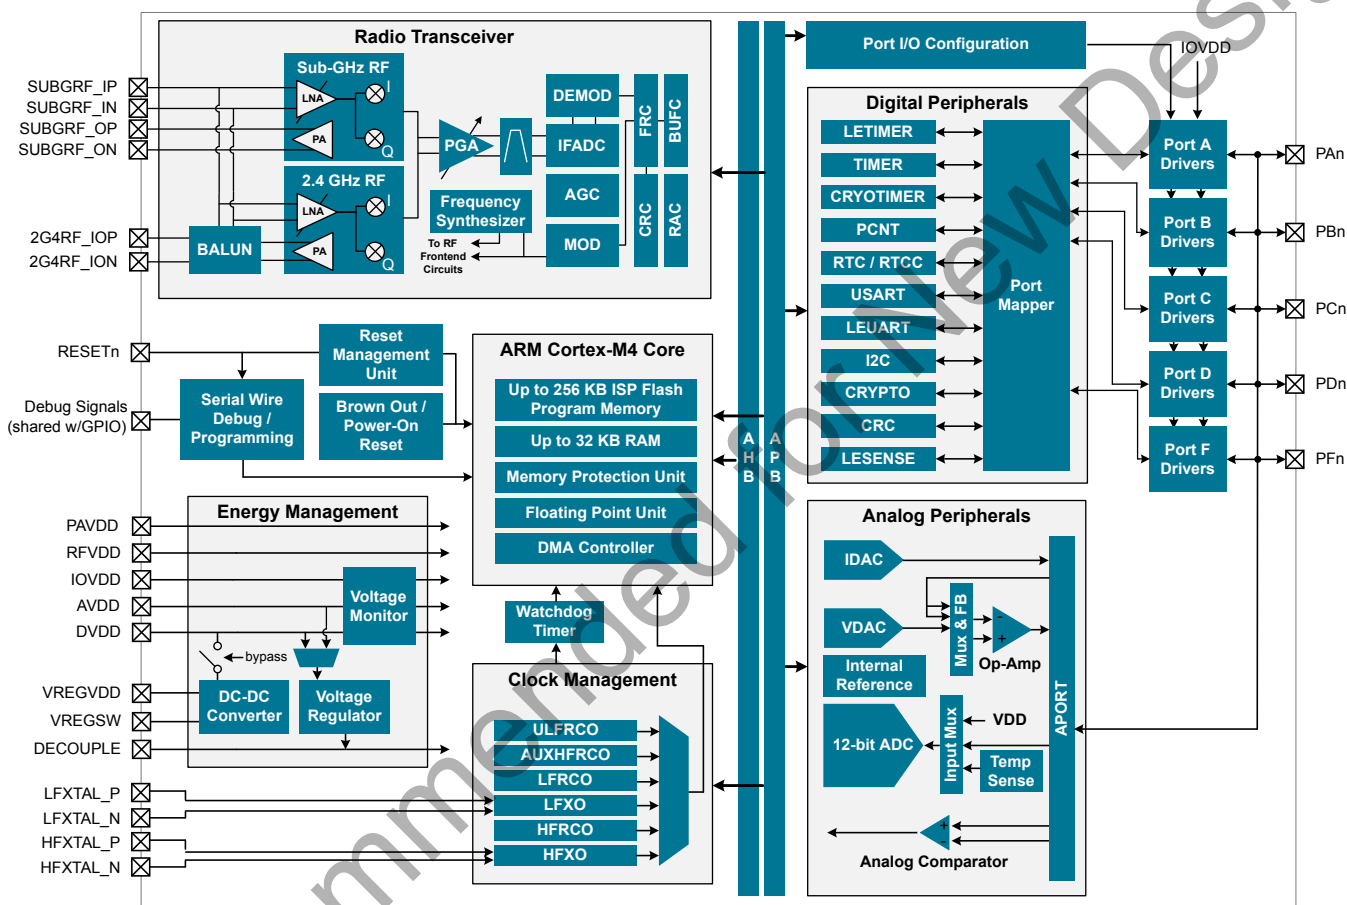 Radio Transceiver
SUBGRF_IP
SUBGRF_IN
SUBGRF_OP
SUBGRF_ON
2G4RF_IOP
2G4RF_ION
Sub-GHz RF
LNA
I
PA
Q
2.4 GHz RF
LNA
I
PA
Q
BALUN
PGA
Frequency
Synthesizer
To RF
Frontend
Circuits
DEMOD
IFADC
AGC
MOD
FRC
BUFC
CRC
RAC
RESETn
Debug Signals
(shared w/GPIO)
Reset
Management
Unit
Serial Wire
Debug /
Programming
Brown Out /
Power-On
Reset
ARM Cortex-M4 Core
Up to 256 KB ISP Flash
Program Memory
Up to 32 KB RAM
Memory Protection Unit
Floating Point Unit
DMA Controller
Watchdog
Timer
Energy Management
PAVDD
RFVDD
IOVDD
AVDD
DVDD
VREGVDD
VREGSW
DECOUPLE
Voltage
Monitor
bypass
DC-DC
Converter
Voltage
Regulator
Clock Management
LFXTAL_P
LFXTAL_N
HFXTAL_P
HFXTAL_N
ULFRCO
AUXHFRCO
LFRCO
LFXO
HFRCO
HFXO
AHB
APB
Port I/O Configuration
IOVDD
Digital Peripherals
LETIMER
TIMER
CRYOTIMER
PCNT
RTC / RTCC
USART
LEUART
I2C
CRYPTO
CRC
LESENSE
Port
Mapper
Port A
Drivers
Port B
Drivers
Port C
Drivers
Port D
Drivers
Port F
Drivers
PAn
PBn
PCn
PDn
PFn
Analog Peripherals
IDAC
VDAC
Internal
Reference
Mux & FB
-
+
Op-Amp
12-bit ADC
Input Mux
VDD
Temp
Sense
APORT
+
-
Analog Comparator
mmended for New Desi